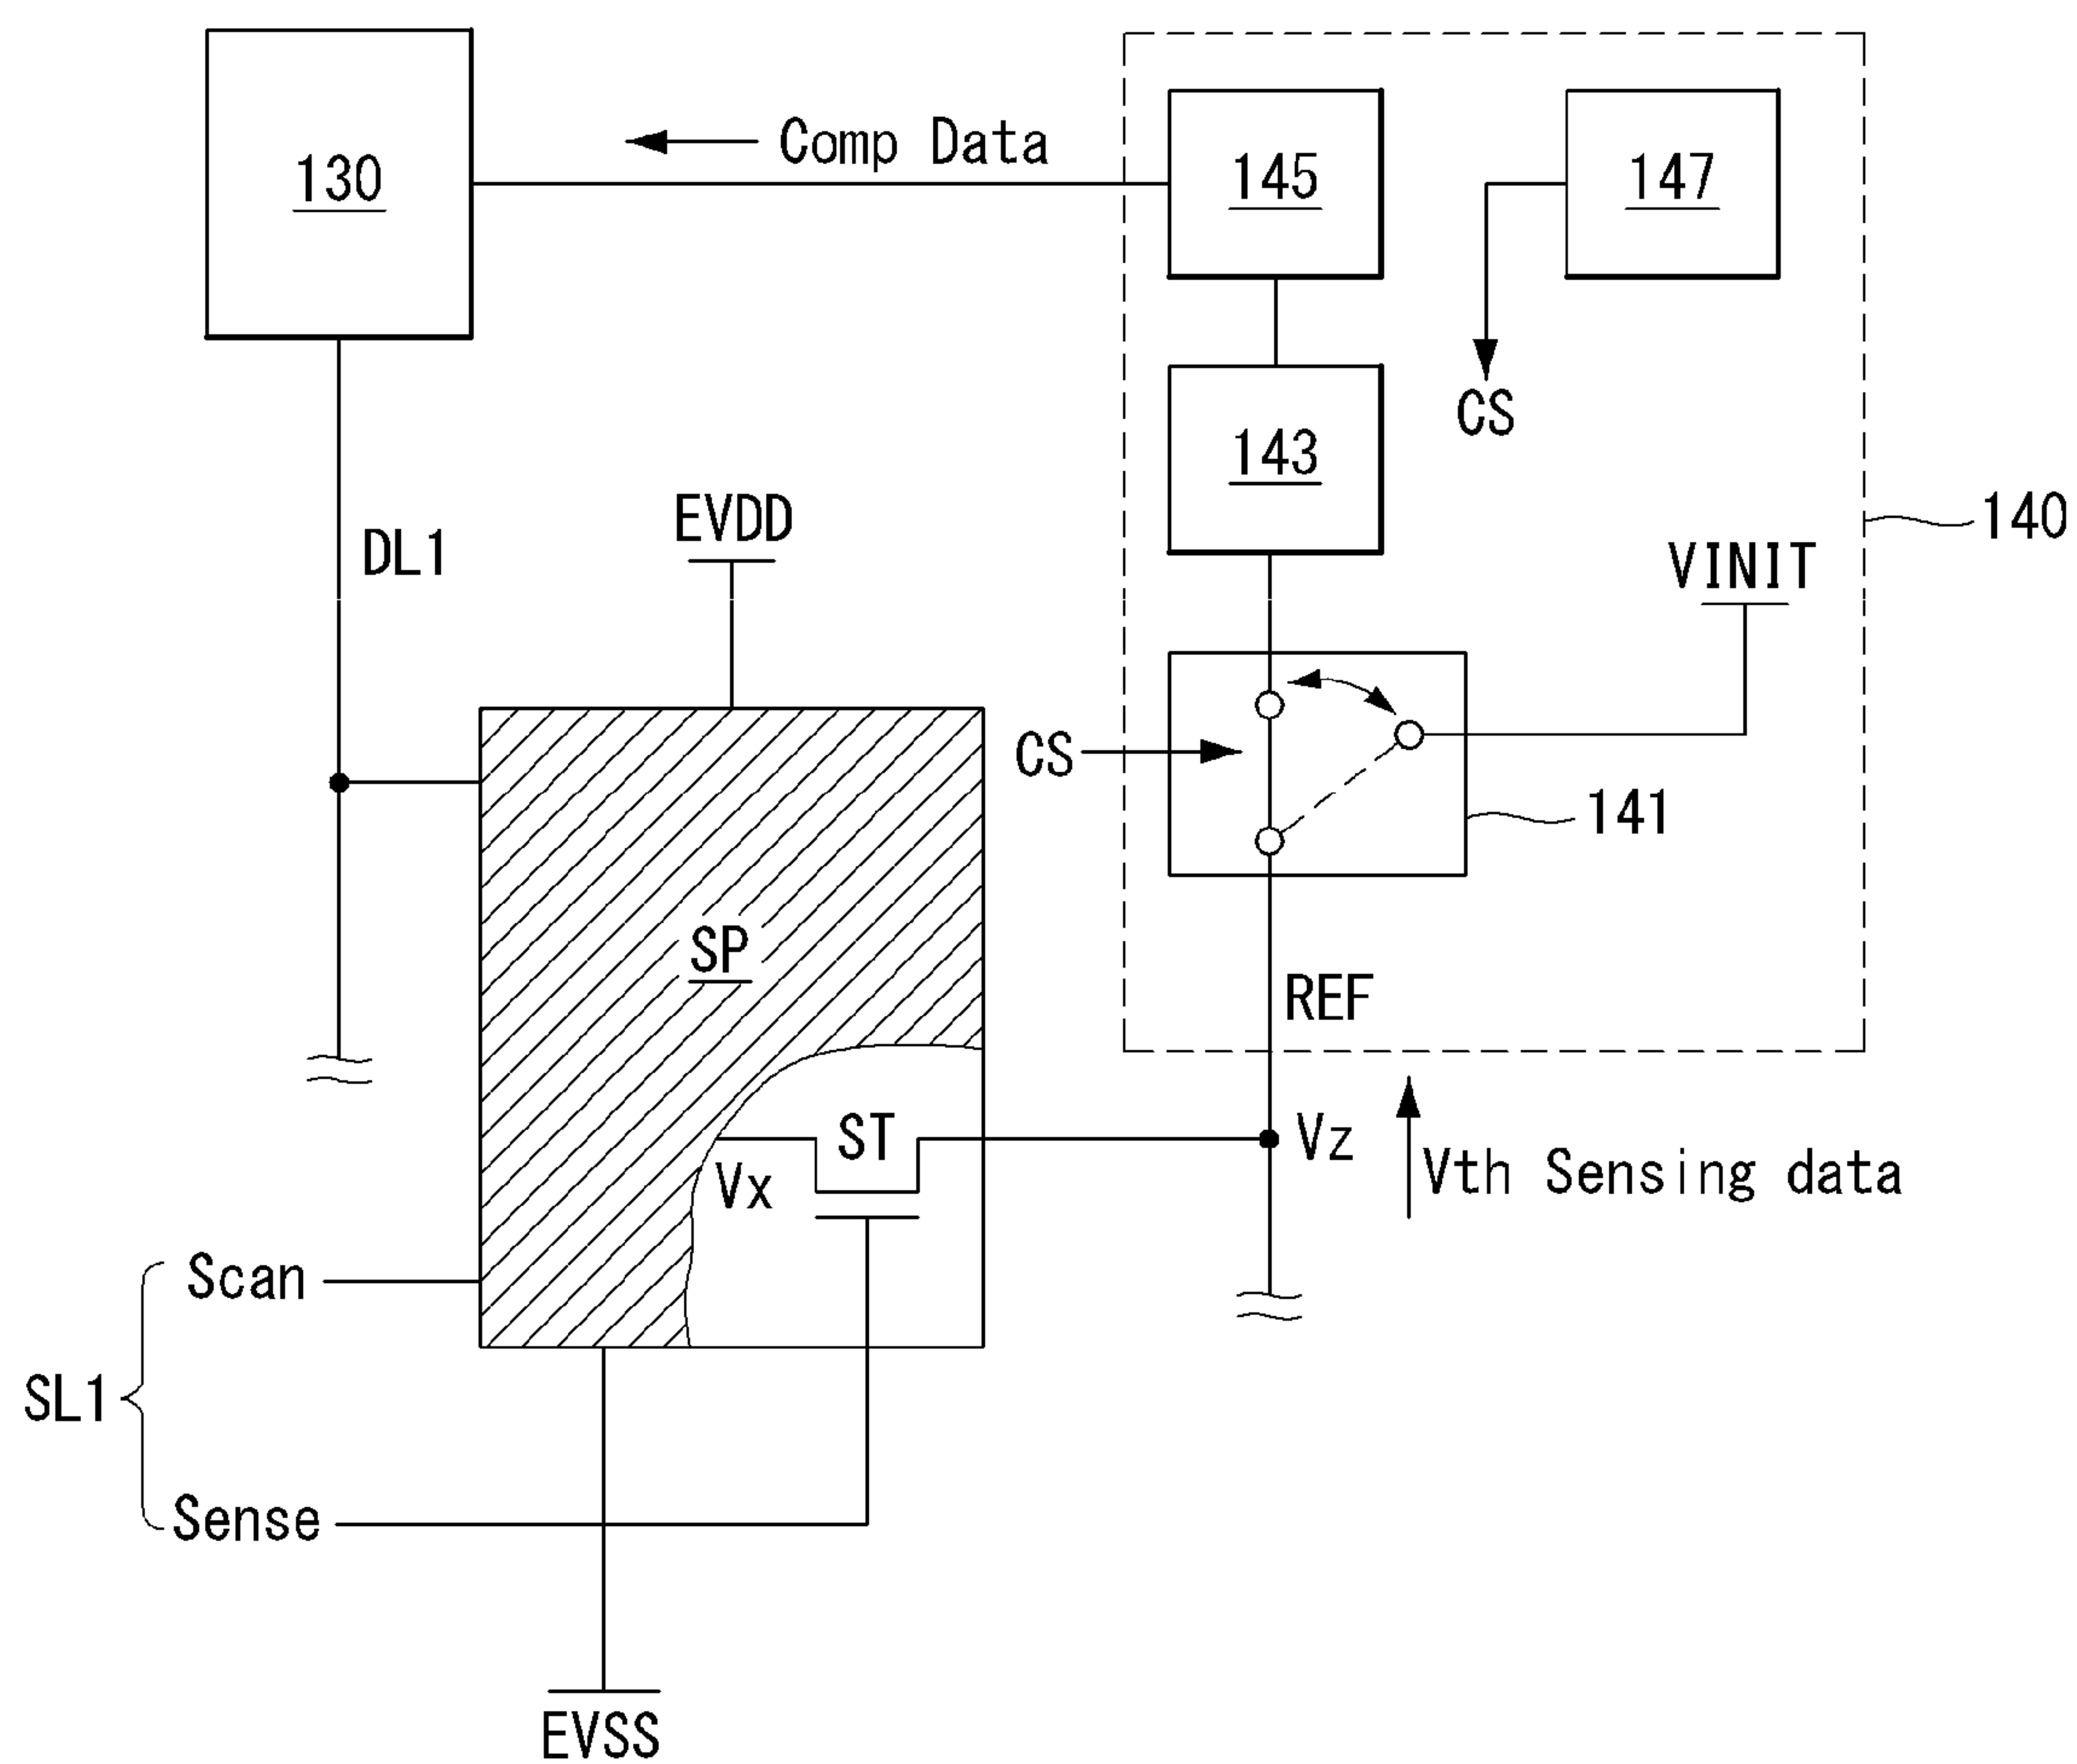 130
Comp Data
145
147
CS
143
EVDD
140
DL1
VINIT
CS
141
SP
REF
ST
Vz
Vx
Vth Sensing data
Scan
SL1
Sense
EVSS